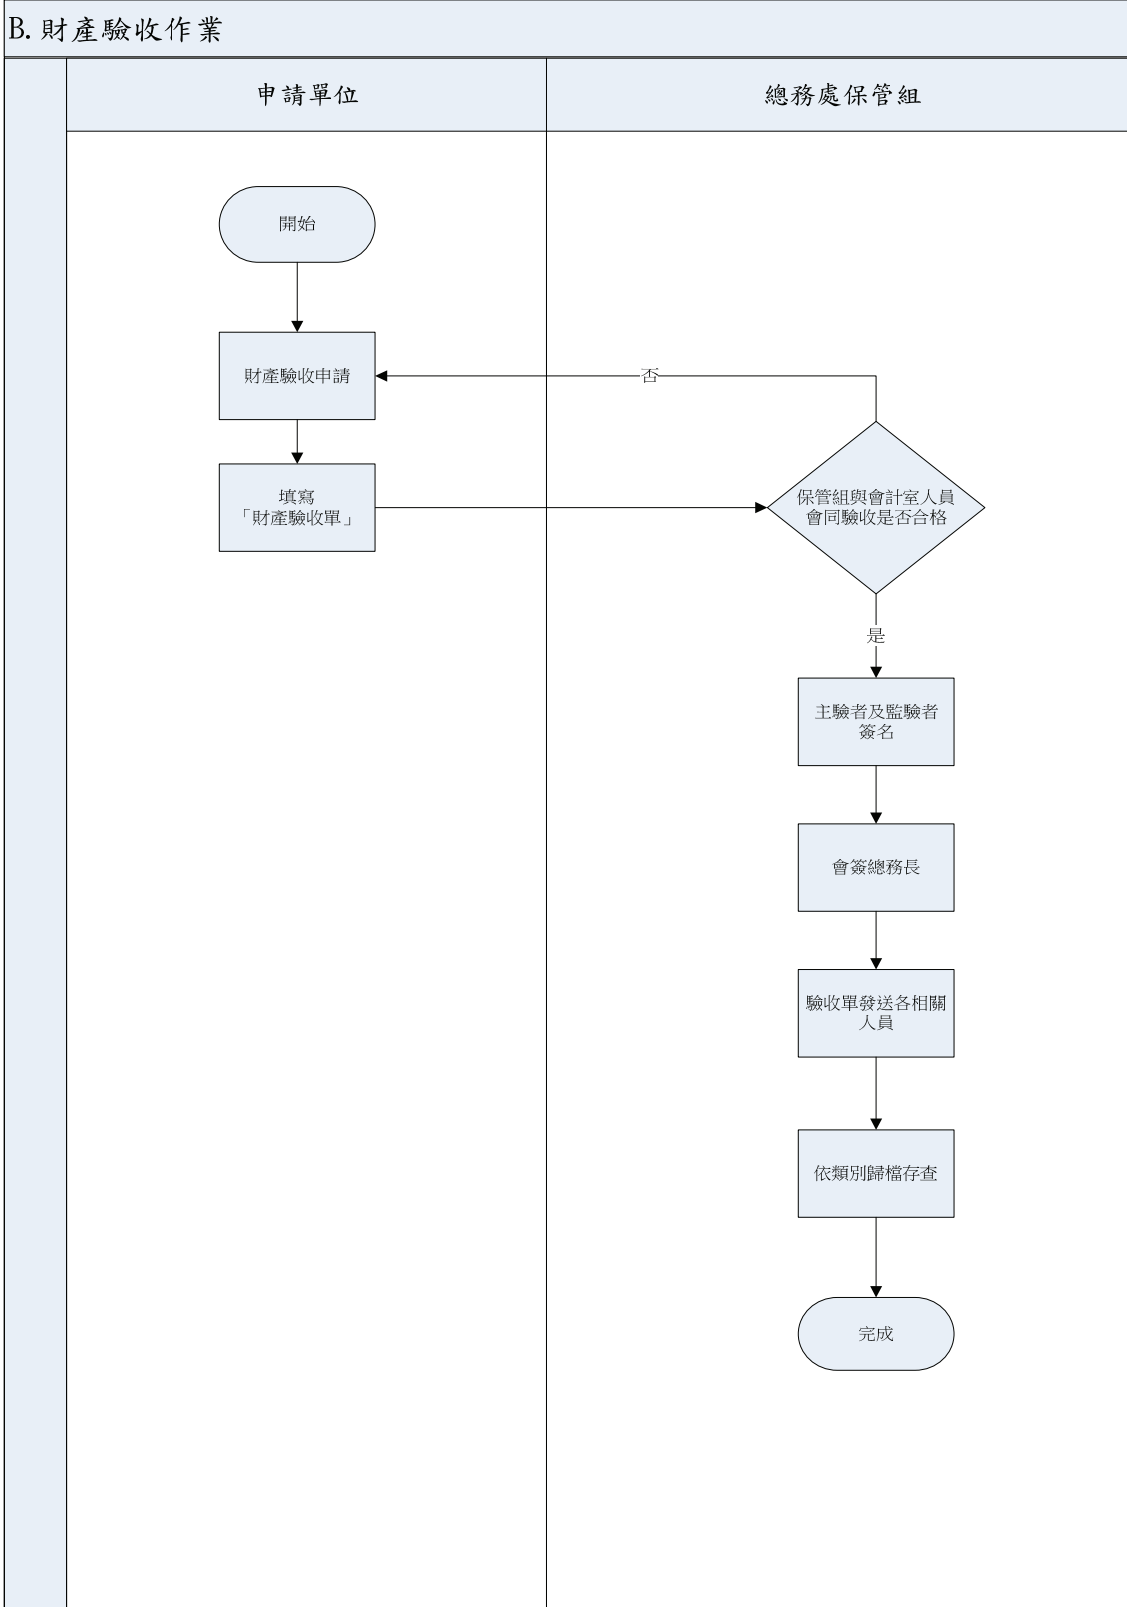 B. 財產驗收作業
申請單位
總務處保管組
開始
財產驗收申請
否
填寫
「財產驗收單」
保管組與會計室人員
會同驗收是否合格
是
主驗者及監驗者
簽名
會簽總務長
驗收單發送各相關
人員
依類別歸檔存查
完成